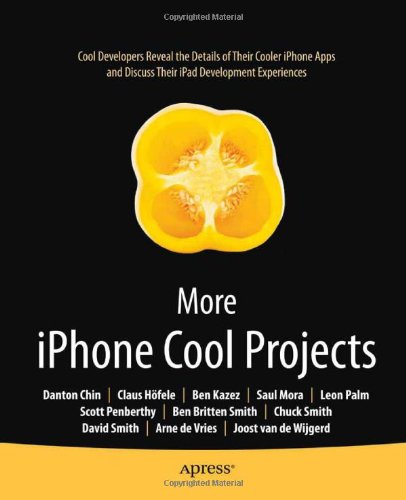 Copyrighted Material
Cool Developers Reveal the Details of Their Cooler iPhone Apps
and Discuss Their iPad Development Experiences
More
iPhone Cool Projects
Danton Chin | Claus Höfele | Ben Kazez | Saul Mora | Leon Palm
Scott Penberthy | Ben Britten Smith | Chuck Smith
David Smith | Arne de Vries | Joost van de Wijgerd
Apress®
Copyrighted Material